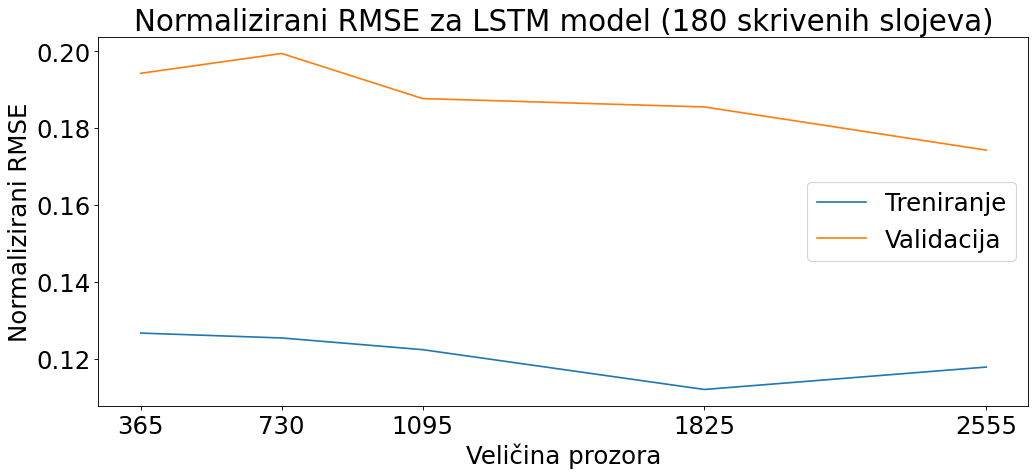 Normalizirani RMSE za LSTM model (180 skrivenih slojeva)
Normalizirani RMSE
0.20
0.18
0.16
0.14
0.12
Treniranje
Validacija
365 730 1095 1825 2555
Veličina prozora